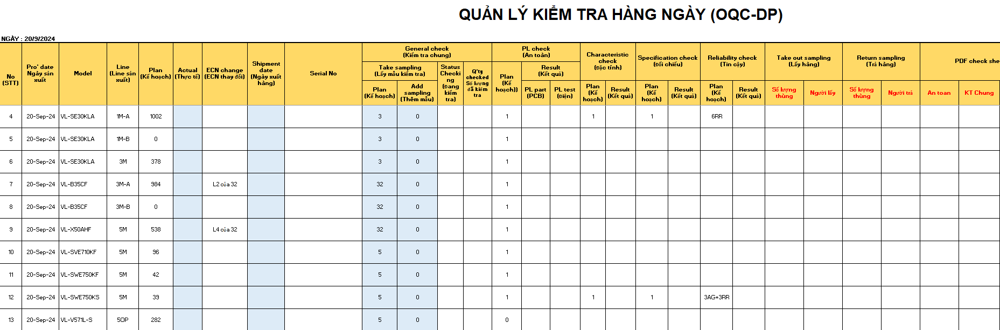 QUẢN LÝ KIỂM TRA HÀNG NGÀY (OQC-DP)
NGÀY : 20/9/2024
No
(STT)
Pro' date
Ngày sản
xuất
Model
Line
(Line sản
xuất)
Plan
(Kế hoạch)
Actual
(Thực tế)
ECN change
(ECN thay đổi)
Shipment
date
(Ngày xuất
hàng)
Serial No
General check
(Kiểm tra chung)
Take sampling
(Lấy mẫu kiểm tra)
Plan
(Kế hoạch)
Add
sampling
(Thêm mẫu)
Status
Checki
ng
(Đang
kiểm
tra)
Q'ty
checked
Số lượng
đã kiểm
tra
PL check
(An toàn)
Plan
(Kế
hoạch))
Result
(Kết quả)
PL part
(PCB)
PL test
(Điện)
Characteristic
check
(Đặc tính)
Plan
(Kế
hoạch)
Result
(Kết quả)
Specification check
(Đối chiếu)
Plan
(Kế
hoạch)
Result
(Kết quả)
Reliability check
(Tin cậy)
Plan
(Kế
hoạch)
Result
(Kết quả)
Take out sampling
(Lấy hàng)
Số lượng
thùng
Người lấy
Return sampling
(Trả hàng)
Số lượng
thùng
Người trả
PDF check she
An toan
KT Chung
4 20-Sep-24 VL-SE30KLA 1M-A 1002 3 0 1 1 1 6RR
5 20-Sep-24 VL-SE30KLA 1M-B 0 3 0 1
6 20-Sep-24 VL-SE30KLA 3M 378 3 0 1
7 20-Sep-24 VL-B35CF 3M-A 984 L2 của 32 32 0 1
8 20-Sep-24 VL-B35CF 3M-B 0 32 0 1
9 20-Sep-24 VL-X50AHF 5M 538 L4 của 32 32 0 1
10 20-Sep-24 VL-SVE710KF 5M 96 5 0 1
11 20-Sep-24 VL-SWE750KF 5M 42 5 0 1
12 20-Sep-24 VL-SWE750KS 5M 39 5 0 1 1 1 3AG+3RR
13 20-Sep-24 VL-V571L-S 5OP 282 5 0 0